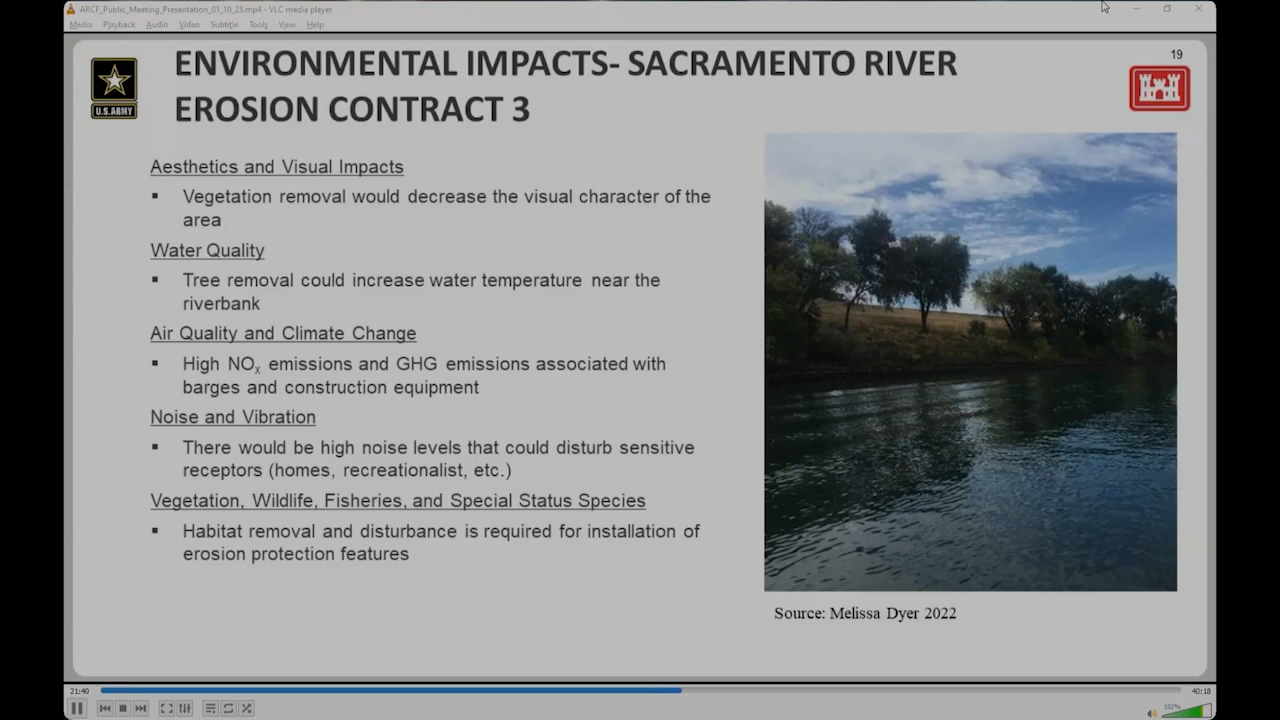 ARCF_Public_Meeting_Presentation_01_10_23.mp4 - VLC media player
Media Playback Audio Video Subtitle Tools View Help
19
ENVIRONMENTAL IMPACTS- SACRAMENTO RIVER
EROSION CONTRACT 3
U.S.ARMY
Aesthetics and Visual Impacts
▪ Vegetation removal would decrease the visual character of the
area
Water Quality
▪ Tree removal could increase water temperature near the
riverbank
Air Quality and Climate Change
▪ High NOx emissions and GHG emissions associated with
barges and construction equipment
Noise and Vibration
▪ There would be high noise levels that could disturb sensitive
receptors (homes, recreationalist, etc.)
Vegetation, Wildlife, Fisheries, and Special Status Species
▪ Habitat removal and disturbance is required for installation of
erosion protection features
Source: Melissa Dyer 2022
21:40
40:18
102%